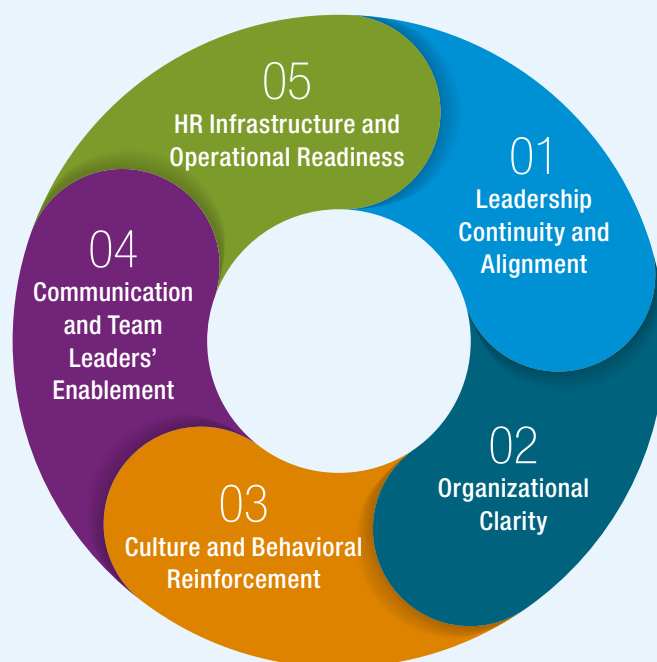 01
Leadership
Continuity and
Alignment
02
Organizational
Clarity
03
Culture and Behavioral
Reinforcement
04
Communication
and Team
Leaders’
Enablement
05
HR Infrastructure and
Operational Readiness